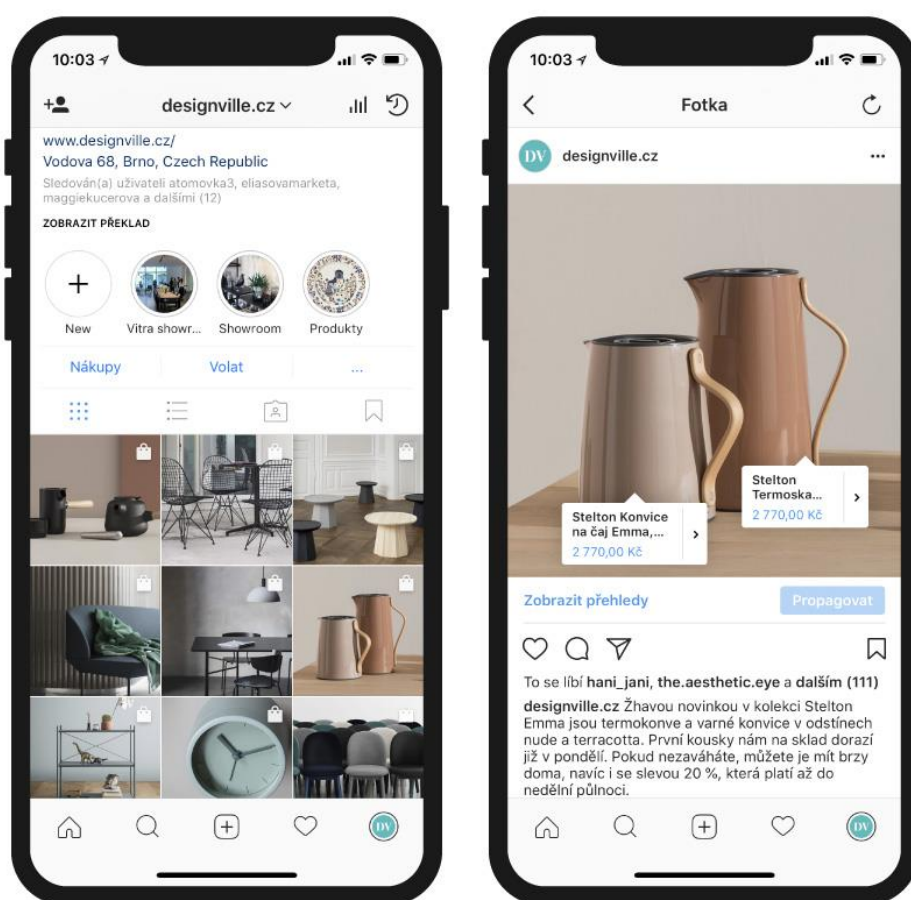 10:03
designville.cz
www.designville.cz/
Vodova 68, Brno, Czech Republic
Sledován(a) uživateli atomovka3, eliasovamarketa,
maggiekucerova a dalšími (12)
ZOBRAZIT PŘEKLAD
New
Vitra showr...
Showroom
Produkty
Nákupy
Volat
...
DV
10:03
Fotka
DV
designville.cz
Stelton
Termoska...
2 770,00 Kč
Stelton Konvice
na čaj Emma,...
2 770,00 Kč
Zobrazit přehledy
Propagovat
To se líbí hani_jani, the.aesthetic.eye a dalším (111)
designville.cz Žhavou novinkou v kolekci Stelton
Emma jsou termokonve a varné konvice v odstínech
nude a terracotta. První kousky nám na sklad dorazí
již v pondělí. Pokud nezaváháte, můžete je mít brzy
doma, navíc i se slevou 20 %, která platí až do
nedělní půlnoci.
DV